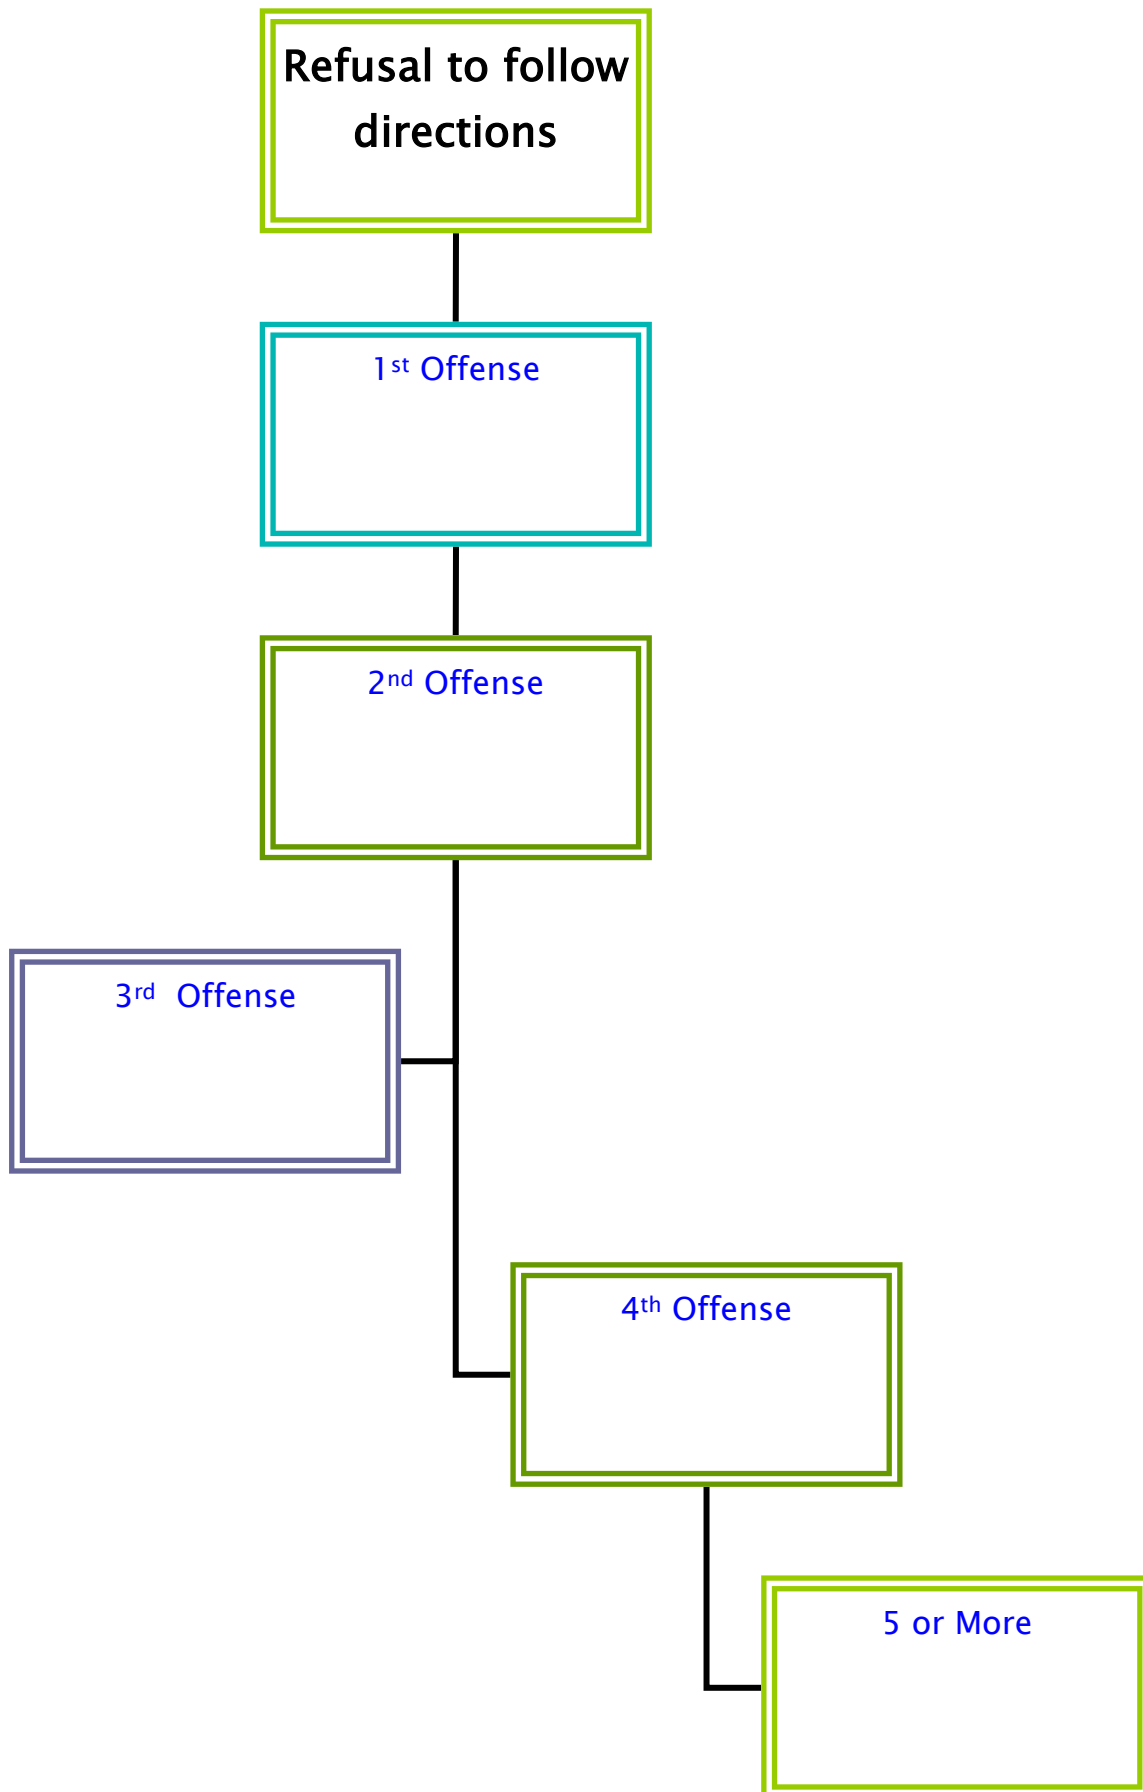 Refusal to follow
directions
1st Offense
2nd Offense
3rd  Offense
4th Offense
5 or More